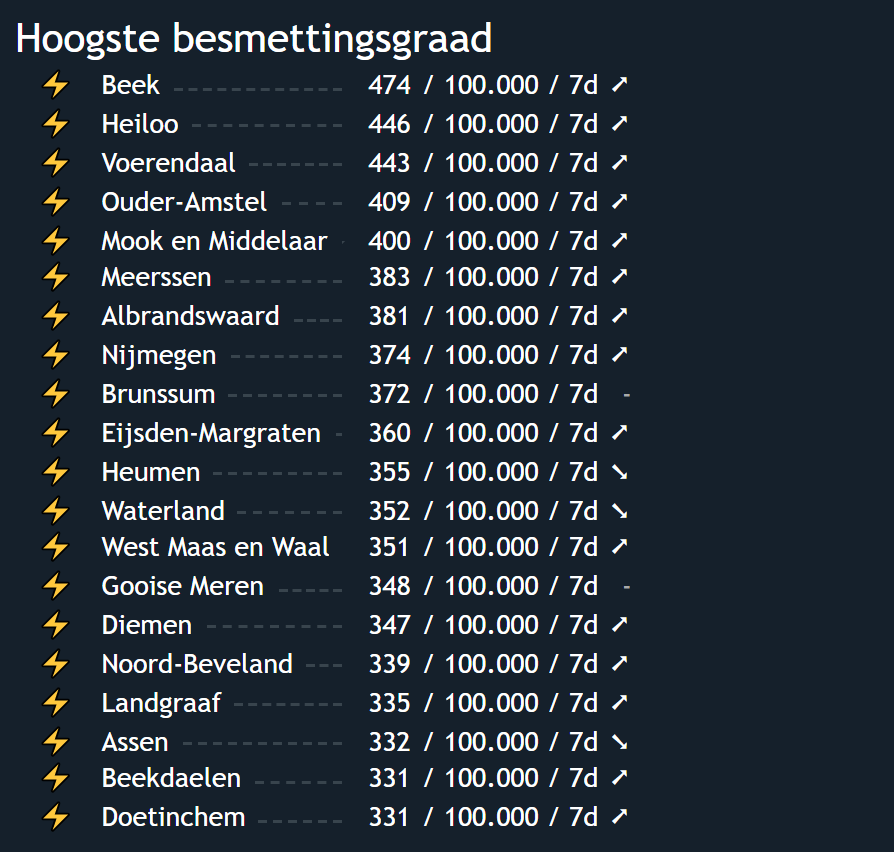 Hoogste besmettingsgraad
Beek 474 / 100.000 / 7d ➚
Heiloo 446 / 100.000 / 7d ➚
Voerendaal 443 / 100.000 / 7d ➚
Ouder-Amstel 409 / 100.000 / 7d ➚
Mook en Middelaar 400 / 100.000 / 7d ➚
Meerssen 383 / 100.000 / 7d ➚
Albrandswaard 381 / 100.000 / 7d ➚
Nijmegen 374 / 100.000 / 7d ➚
Brunssum 372 / 100.000 / 7d -
Eijsden-Margraten 360 / 100.000 / 7d ➚
Heumen 355 / 100.000 / 7d ➘
Waterland 352 / 100.000 / 7d ➘
West Maas en Waal 351 / 100.000 / 7d ➚
Gooise Meren 348 / 100.000 / 7d -
Diemen 347 / 100.000 / 7d ➚
Noord-Beveland 339 / 100.000 / 7d ➚
Landgraaf 335 / 100.000 / 7d ➚
Assen 332 / 100.000 / 7d ➘
Beekdaelen 331 / 100.000 / 7d ➚
Doetinchem 331 / 100.000 / 7d ➚